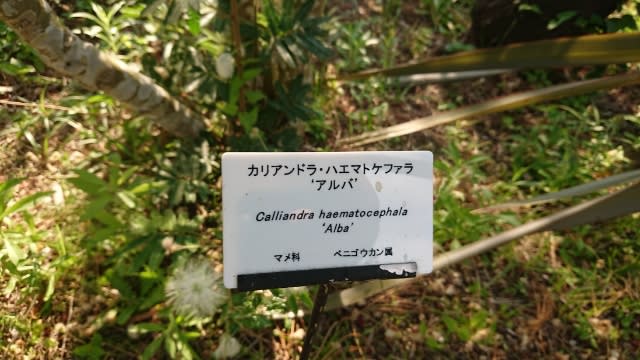 カリアンドラ・ハエマトケファラ
‘アルバ’
Calliandra haematocephala
‘Alba’
マメ科 ベニゴウカン属